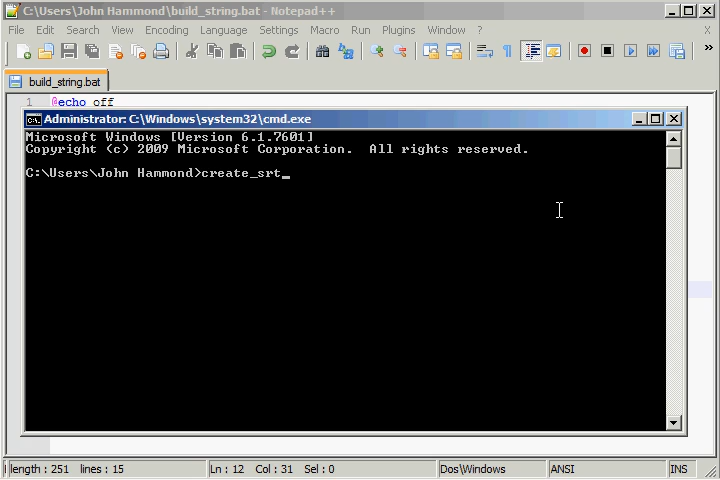 C:\Users\John Hammond\build_string.bat - Notepad++
File Edit Search View Encoding Language Settings Macro Run Plugins Window ? X
build_string.bat
1 @echo off
Administrator: C:\Windows\system32\cmd.exe
Microsoft Windows [Version 6.1.7601]
Copyright (c) 2009 Microsoft Corporation. All rights reserved.
C:\Users\John Hammond>create_srt_
length : 251 lines : 15 Ln : 12 Col : 31 Sel : 0 Dos\Windows ANSI INS